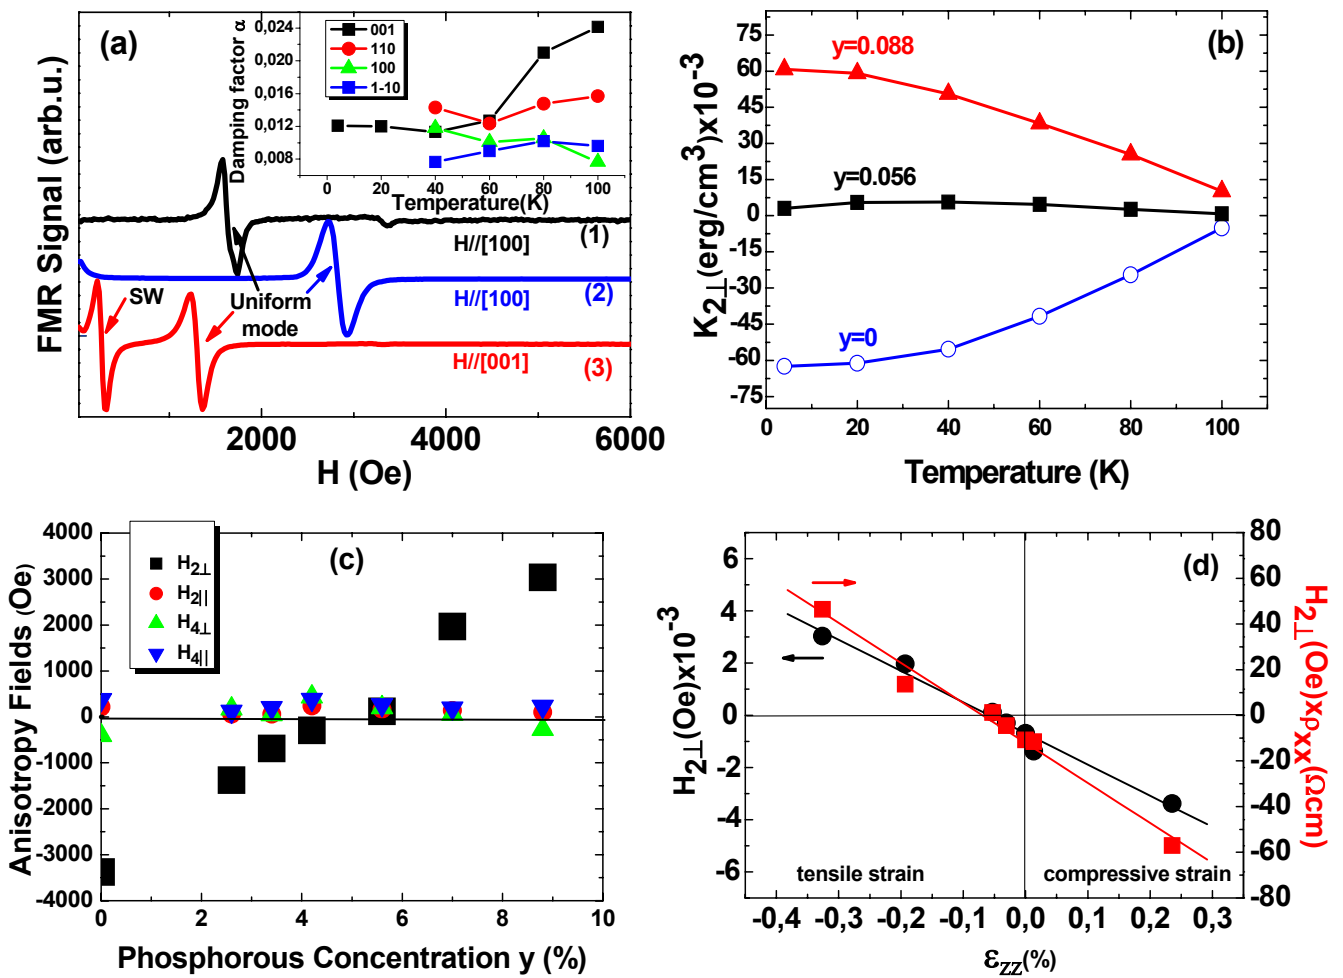 (a)
Damping factor α
0,024
0,020
0,016
0,012
0,008
001
110
100
1-10
0 20 40 60 80 100
Temperature(K)
FMR Signal (arb.u.)
H//[100]
(1)
SW
Uniform
mode
H//[100]
(2)
H//[001]
(3)
2000 4000 6000
H (Oe)
(b)
K2⊥(erg/cm3)x10-3
75
60
45
30
15
0
-15
-30
-45
-60
-75
y=0.088
y=0.056
y=0
0 20 40 60 80 100
Temperature (K)
(c)
Anisotropy Fields (Oe)
4000
3000
2000
1000
0
-1000
-2000
-3000
-4000
H2⊥
H2||
H4⊥
H4||
0 2 4 6 8 10
Phosphorous Concentration y (%)
(d)
H2⊥(Oe)x10-3
6
4
2
0
-2
-4
-6
80
60
40
20
0
-20
-40
-60
-80
H2⊥(Oe)xρxx(Ωcm)
tensile strain
compressive strain
-0,4 -0,3 -0,2 -0,1 0,0 0,1 0,2 0,3
εzz(%)